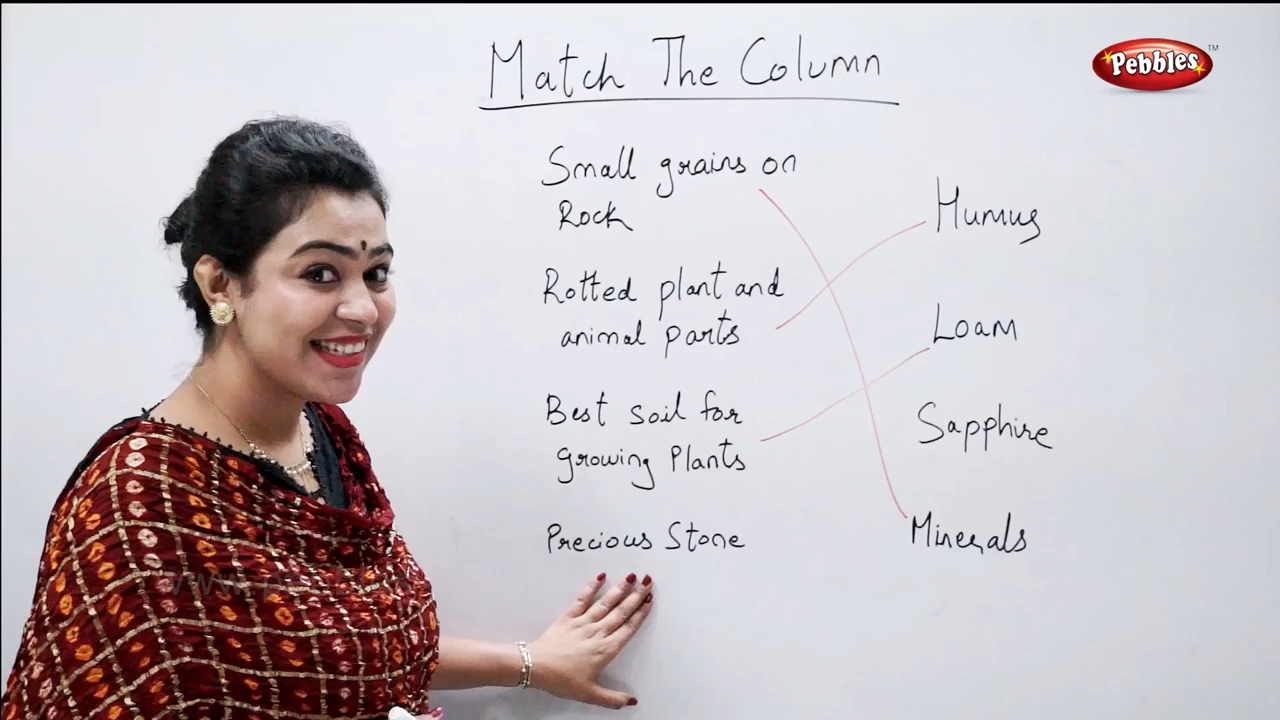 Match The Column
Pebbles™
Small grains on
Rock
Humus
Rotted plant and
animal parts
Loam
Best soil for
growing Plants
Sapphire
Precious Stone
Minerals